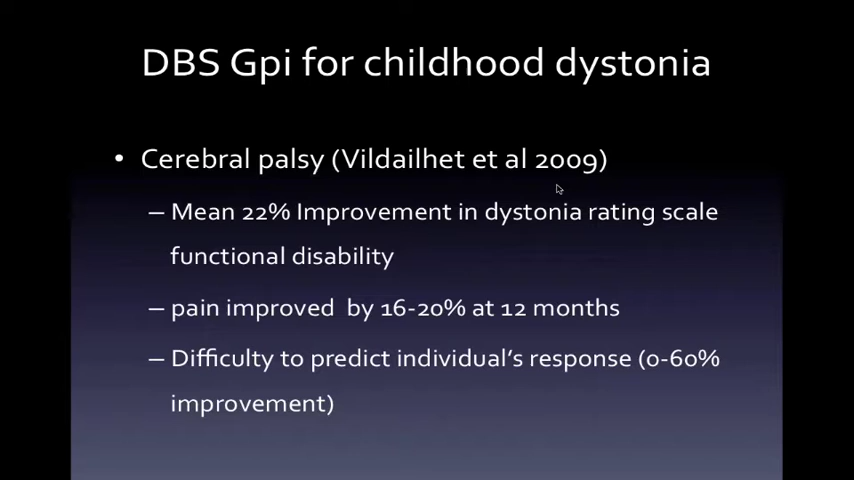 DBS Gpi for childhood dystonia
• Cerebral palsy (Vildailhet et al 2009)
– Mean 22% Improvement in dystonia rating scale
functional disability
– pain improved by 16-20% at 12 months
– Difficulty to predict individual’s response (0-60%
improvement)